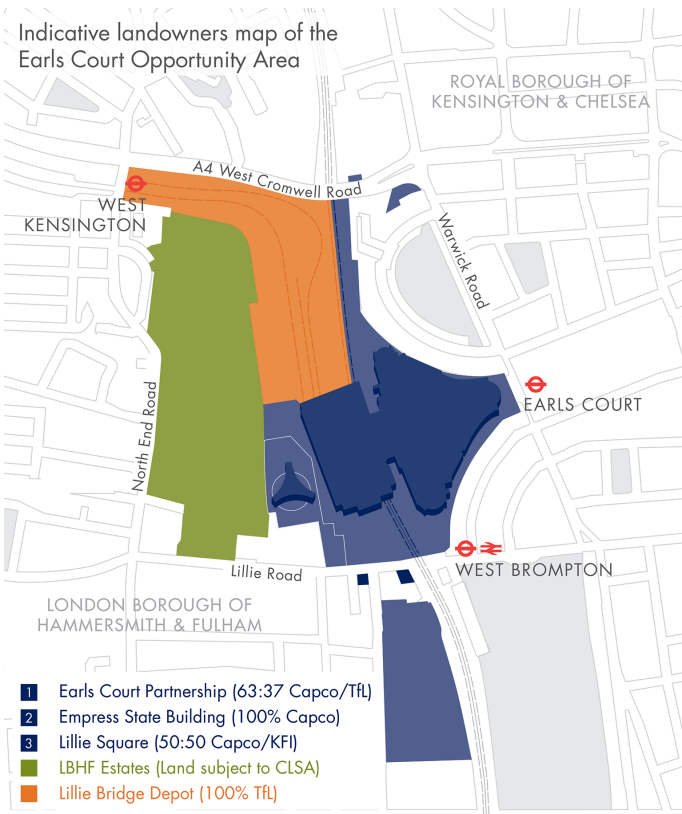 Indicative landowners map of the
Earls Court Opportunity Area
ROYAL BOROUGH OF
KENSINGTON & CHELSEA
A4 West Cromwell Road
WEST
KENSINGTON
Warwick Road
North End Road
EARLS COURT
WEST BROMPTON
Lillie Road
LONDON BOROUGH OF
HAMMERSMITH & FULHAM
1 Earls Court Partnership (63:37 Capco/TfL)
2 Empress State Building (100% Capco)
3 Lillie Square (50:50 Capco/KFI)
LBHF Estates (Land subject to CLSA)
Lillie Bridge Depot (100% TfL)